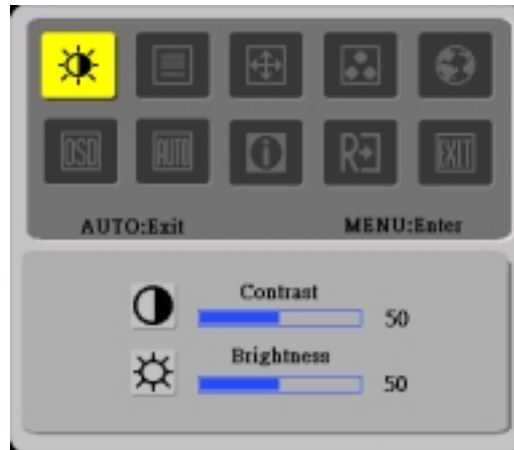 OSD AUTO R EXIT
AUTO:Exit MENU:Enter
Contrast
50
Brightness
50